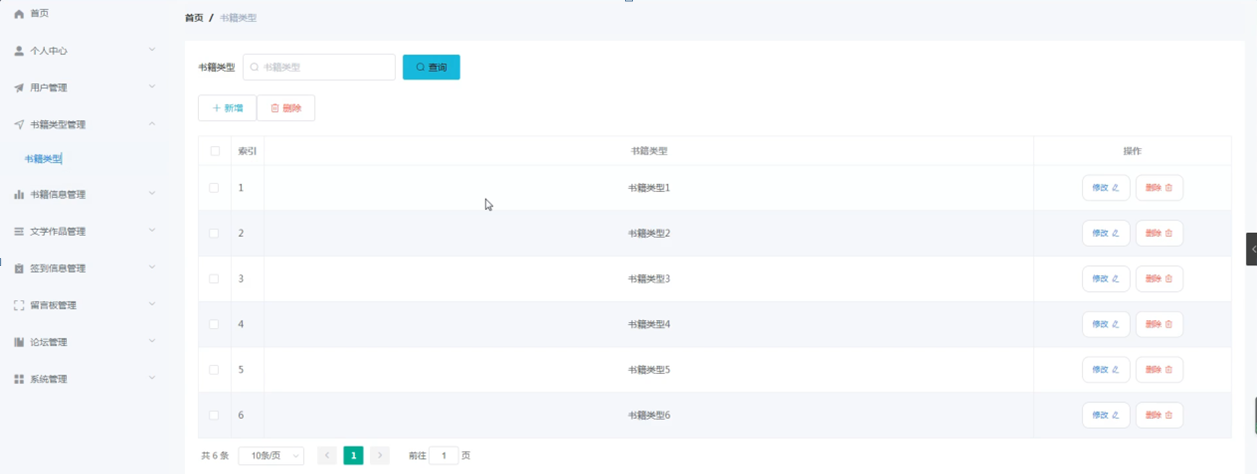 首页
个人中心
用户管理
书籍类型管理
书籍类型
书籍信息管理
文学作品管理
签到信息管理
留言板管理
论坛管理
系统管理
首页 / 书籍类型
书籍类型 书籍类型 查询
+ 新增 删除
索引 书籍类型 操作
1 书籍类型1 修改 删除
2 书籍类型2 修改 删除
3 书籍类型3 修改 删除
4 书籍类型4 修改 删除
5 书籍类型5 修改 删除
6 书籍类型6 修改 删除
共 6 条 10条/页 < 1 > 前往 1 页